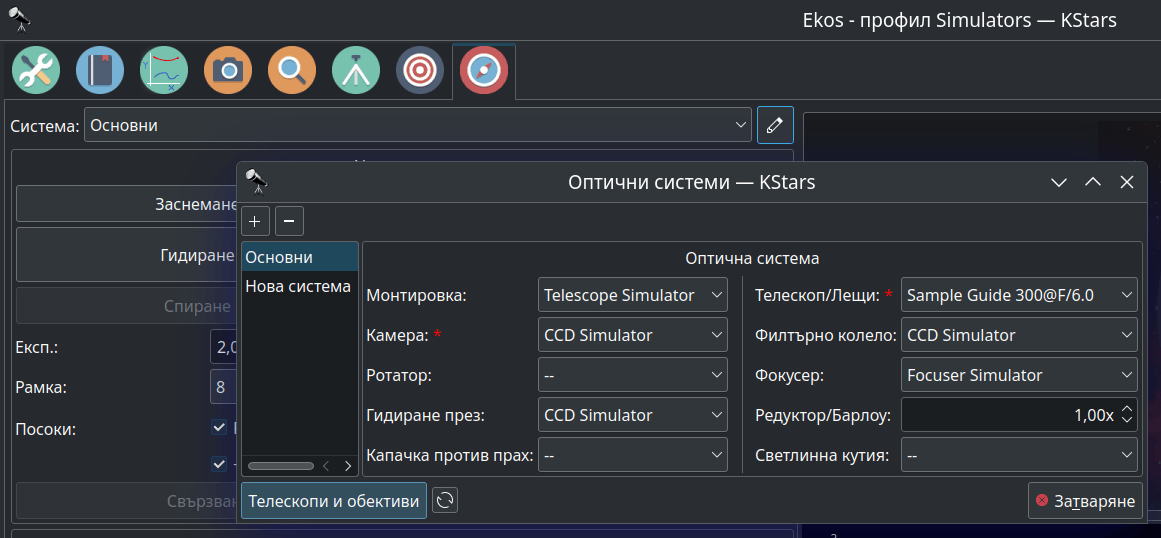 Ekos - профил Simulators — KStars
Система: Основни
Оптични системи — KStars
Заснемане
Гидиране
Спиране
Експ.: 2,0
Рамка: 8
Посоки:
Основни
Нова система
Оптична система
Монтировка: Telescope Simulator Телескоп/Лещи: * Sample Guide 300@F/6.0
Камера: * CCD Simulator Филтърно колело: CCD Simulator
Ротатор: -- Фокусер: Focuser Simulator
Гидиране през: CCD Simulator Редуктор/Барлоу: 1,00x
Капачка против прах: -- Светлинна кутия: --
Телескопи и обективи Затваряне